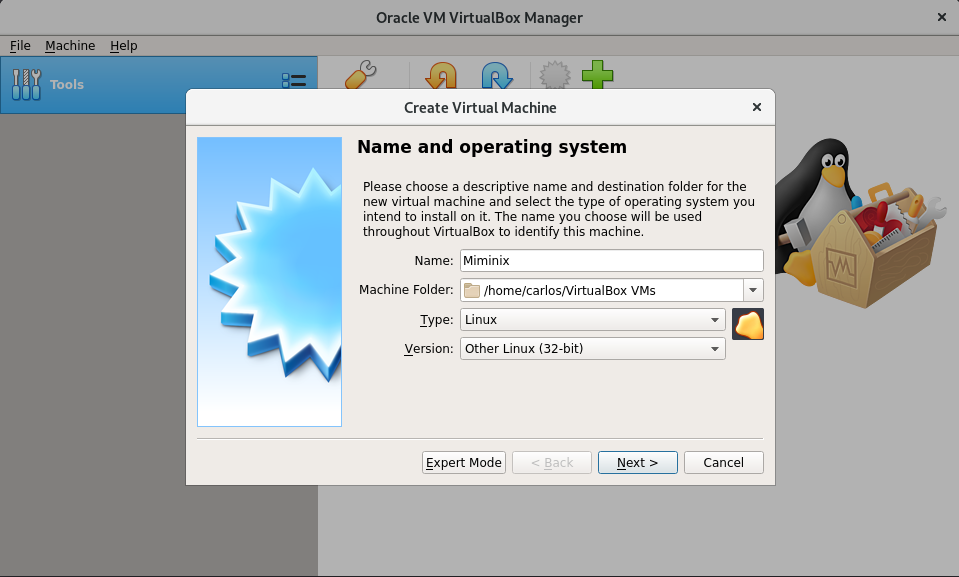 Oracle VM VirtualBox Manager
File Machine Help
Tools
Create Virtual Machine
Name and operating system
Please choose a descriptive name and destination folder for the
new virtual machine and select the type of operating system you
intend to install on it. The name you choose will be used
throughout VirtualBox to identify this machine.
Name: Miminix
Machine Folder: /home/carlos/VirtualBox VMs
Type: Linux
Version: Other Linux (32-bit)
Expert Mode < Back Next > Cancel